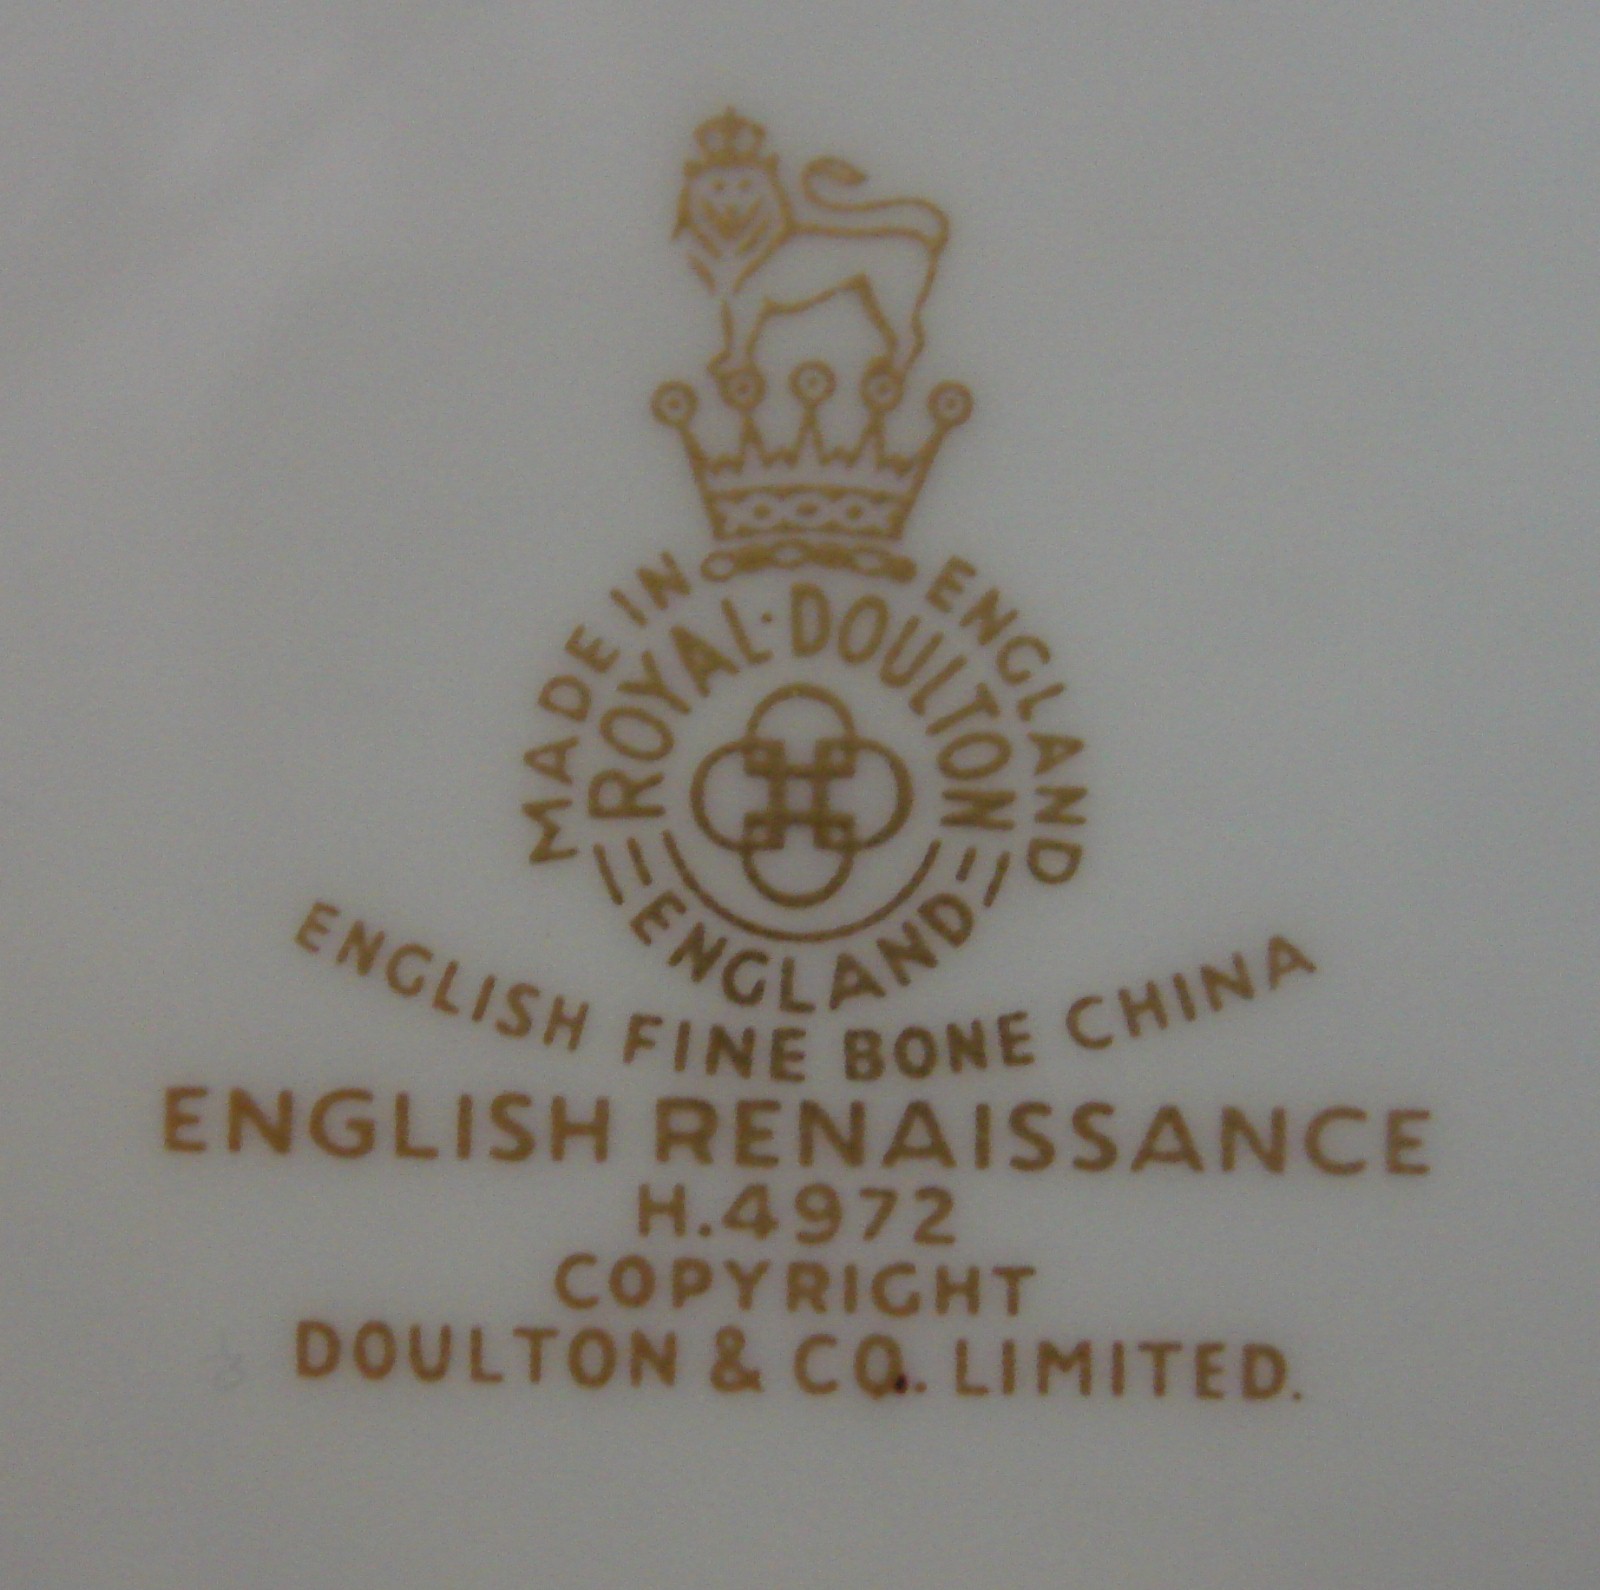 MADE IN ENGLAND
ROYAL·DOULTON
ENGLAND
ENGLISH FINE BONE CHINA
ENGLISH RENAISSANCE
H.4972
COPYRIGHT
DOULTON & CO. LIMITED.